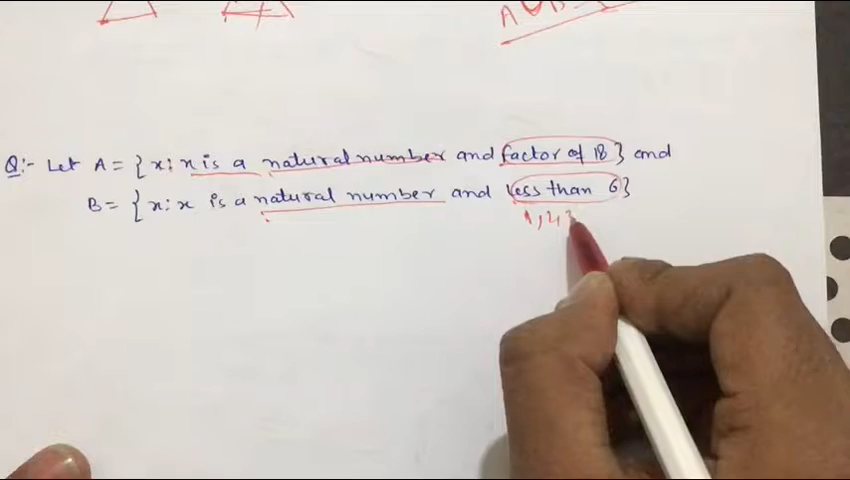 A∪B
Q:- Let A = {x: x is a natural number and factor of 18} and
B = {x: x is a natural number and less than 6}
1, 2, 3